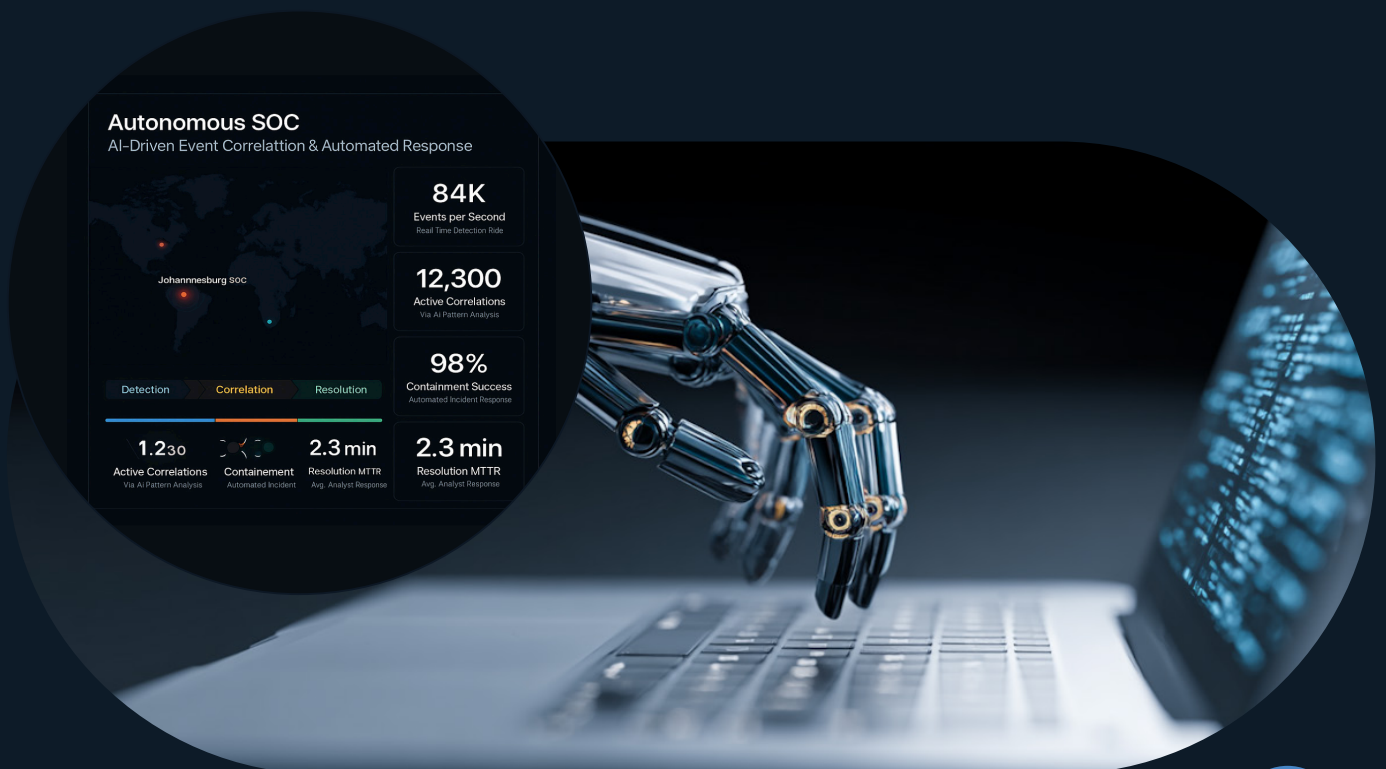 Autonomous SOC
AI-Driven Event Correlattion & Automated Response
84K
Events per Second
Reail Time Detection Ride
Johannnesburg SOC
12,300
Active Correlations
Via Ai Pattern Analysis
98%
Containment Success
Automated Incident Response
Detection
Correlation
Resolution
1.230
Active Correlations
Via Ai Pattern Analysis
Containement
Automated Incident
2.3 min
Resolution MTTR
Avg. Analyst Response
2.3 min
Resolution MTTR
Avg. Analyst Response